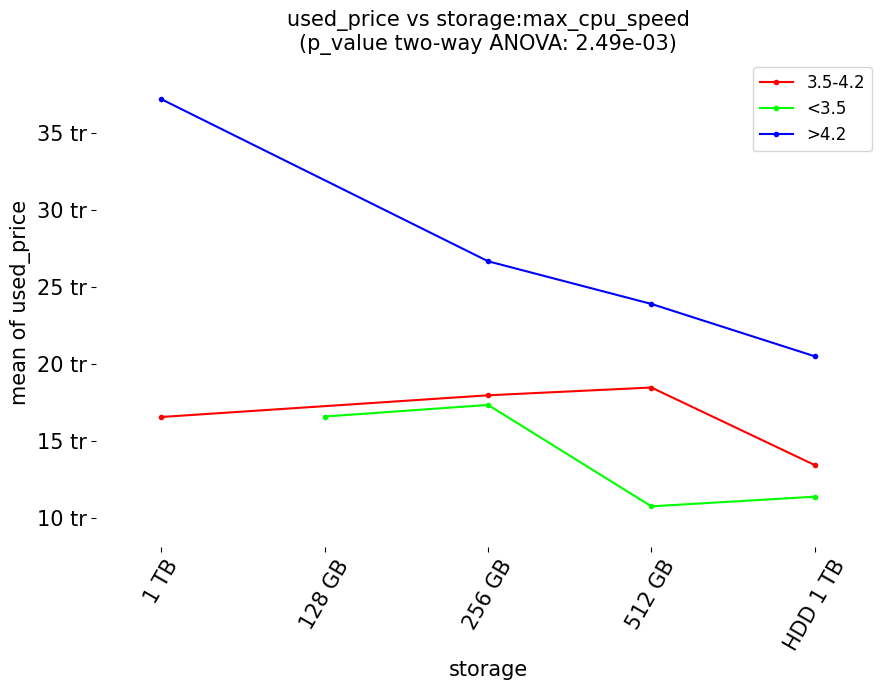 used_price vs storage:max_cpu_speed
(p_value two-way ANOVA: 2.49e-03)
3.5-4.2
<3.5
>4.2
35 tr
30 tr
25 tr
20 tr
15 tr
10 tr
mean of used_price
1 TB
128 GB
256 GB
512 GB
HDD 1 TB
storage